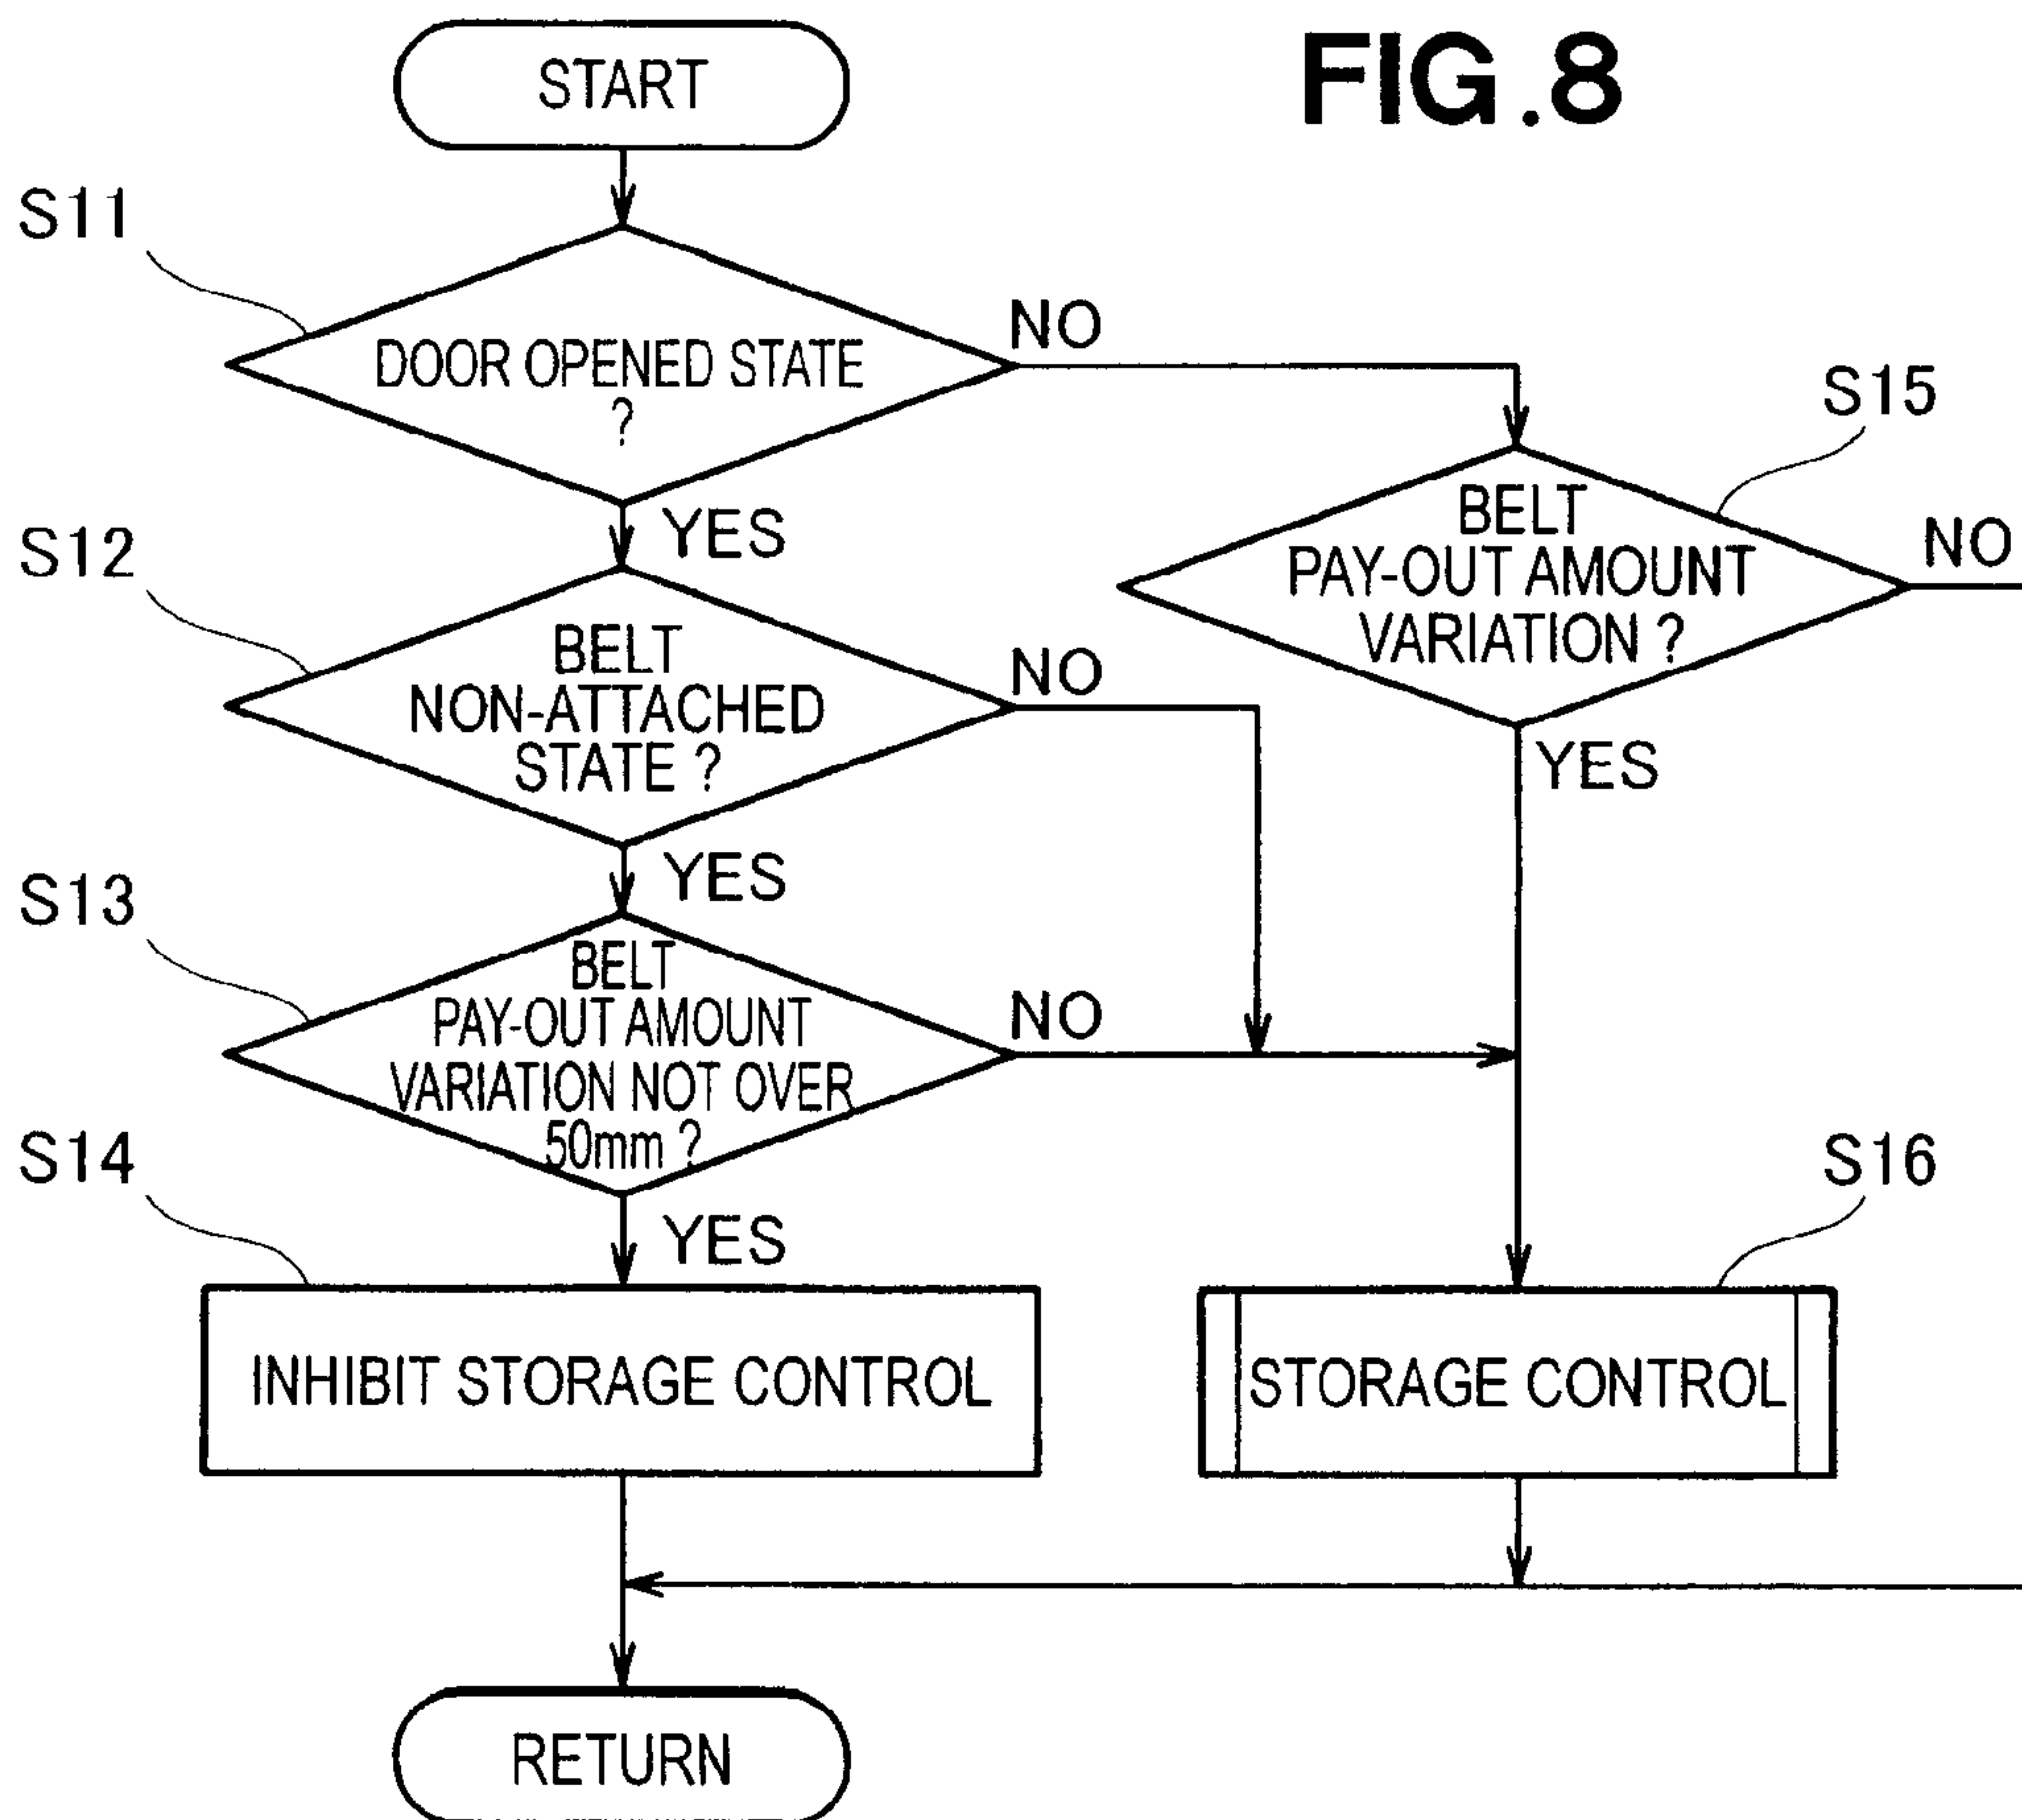 FIG.8
START
S11
DOOR OPENED STATE
?
NO
YES
S12
BELT
NON-ATTACHED
STATE ?
NO
YES
S13
BELT
PAY-OUT AMOUNT
VARIATION NOT OVER
50mm ?
NO
YES
S14
INHIBIT STORAGE CONTROL
S15
BELT
PAY-OUT AMOUNT
VARIATION ?
NO
YES
S16
STORAGE CONTROL
RETURN